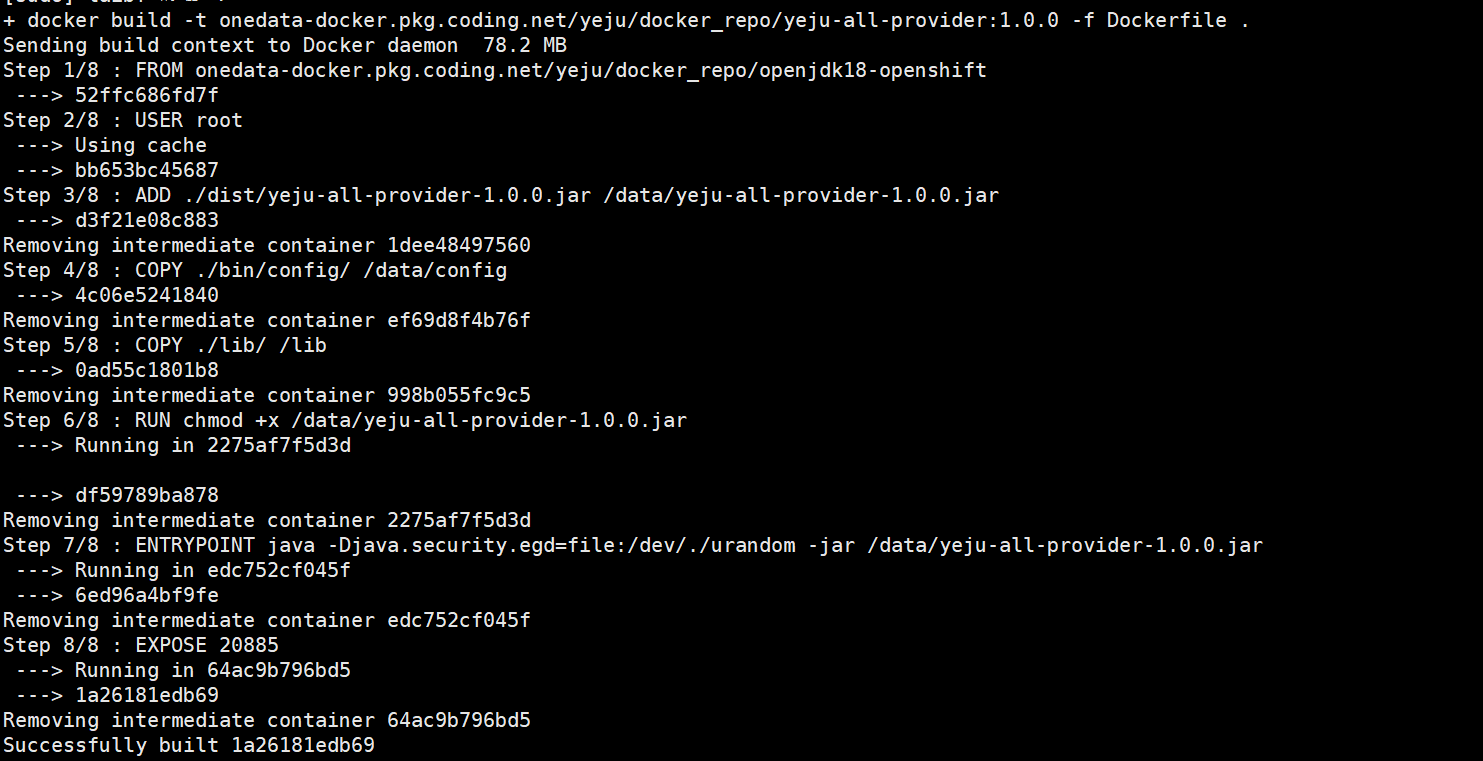 + docker build -t onedata-docker.pkg.coding.net/yeju/docker_repo/yeju-all-provider:1.0.0 -f Dockerfile .
Sending build context to Docker daemon  78.2 MB
Step 1/8 : FROM onedata-docker.pkg.coding.net/yeju/docker_repo/openjdk18-openshift
 ---> 52ffc686fd7f
Step 2/8 : USER root
 ---> Using cache
 ---> bb653bc45687
Step 3/8 : ADD ./dist/yeju-all-provider-1.0.0.jar /data/yeju-all-provider-1.0.0.jar
 ---> d3f21e08c883
Removing intermediate container 1dee48497560
Step 4/8 : COPY ./bin/config/ /data/config
 ---> 4c06e5241840
Removing intermediate container ef69d8f4b76f
Step 5/8 : COPY ./lib/ /lib
 ---> 0ad55c1801b8
Removing intermediate container 998b055fc9c5
Step 6/8 : RUN chmod +x /data/yeju-all-provider-1.0.0.jar
 ---> Running in 2275af7f5d3d
 ---> df59789ba878
Removing intermediate container 2275af7f5d3d
Step 7/8 : ENTRYPOINT java -Djava.security.egd=file:/dev/./urandom -jar /data/yeju-all-provider-1.0.0.jar
 ---> Running in edc752cf045f
 ---> 6ed96a4bf9fe
Removing intermediate container edc752cf045f
Step 8/8 : EXPOSE 20885
 ---> Running in 64ac9b796bd5
 ---> 1a26181edb69
Removing intermediate container 64ac9b796bd5
Successfully built 1a26181edb69